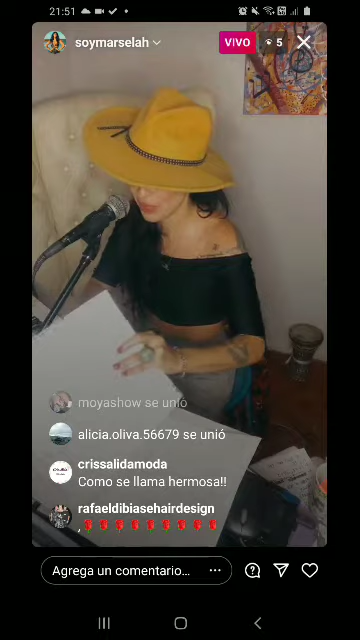 21:51
soymarselah
VIVO
5
moyashow se unió
alicia.oliva.56679 se unió
crissalidamoda
Como se llama hermosa!!
rafaeldibiasehairdesign
,🌹🌹🌹🌹🌹🌹🌹🌹🌹
Agrega un comentario...